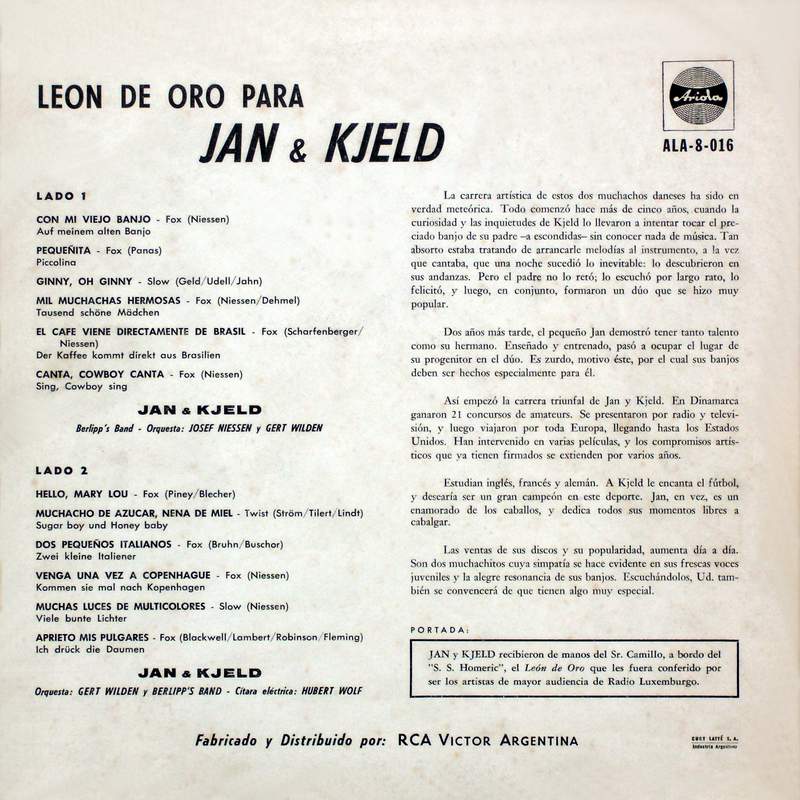 LEON DE ORO PARA
JAN & KJELD
Ariola
ALA-8-016
LADO 1
CON MI VIEJO BANJO - Fox (Niessen)
Auf meinem alten Banjo
PEQUEÑITA - Fox (Panas)
Piccolina
GINNY, OH GINNY - Slow (Geld/Udell/Jahn)
MIL MUCHACHAS HERMOSAS - Fox (Niessen/Dehmel)
Tausend schöne Mädchen
EL CAFE VIENE DIRECTAMENTE DE BRASIL - Fox (Scharfenberger/
Niessen)
Der Kaffee kommt direkt aus Brasilien
CANTA, COWBOY CANTA - Fox (Niessen)
Sing, Cowboy sing
JAN & KJELD
Berlipp's Band - Orquesta: JOSEF NIESSEN y GERT WILDEN
LADO 2
HELLO, MARY LOU - Fox (Piney/Blecher)
MUCHACHO DE AZUCAR, NENA DE MIEL - Twist (Ström/Tilert/Lindt)
Sugar boy und Honey baby
DOS PEQUEÑOS ITALIANOS - Fox (Bruhn/Buschor)
Zwei kleine Italiener
VENGA UNA VEZ A COPENHAGUE - Fox (Niessen)
Kommen sie mal nach Kopenhagen
MUCHAS LUCES DE MULTICOLORES - Slow (Niessen)
Viele bunte Lichter
APRIETO MIS PULGARES - Fox (Blackwell/Lambert/Robinson/Fleming)
Ich drück die Daumen
JAN & KJELD
Orquesta: GERT WILDEN y BERLIPP'S BAND - Citara eléctrica: HUBERT WOLF
La carrera artística de estos dos muchachos daneses ha sido en
verdad meteórica. Todo comenzó hace más de cinco años, cuando la
curiosidad y las inquietudes de Kjeld lo llevaron a intentar tocar el pre-
ciado banjo de su padre –a escondidas– sin conocer nada de música. Tan
absorto estaba tratando de arrancarle melodías al instrumento, a la vez
que cantaba, que una noche sucedió lo inevitable: lo descubrieron en
sus andanzas. Pero el padre no lo retó; lo escuchó por largo rato, lo
felicitó, y luego, en conjunto, formaron un dúo que se hizo muy
popular.
Dos años más tarde, el pequeño Jan demostró tener tanto talento
como su hermano. Enseñado y entrenado, pasó a ocupar el lugar de
su progenitor en el dúo. Es zurdo, motivo éste, por el cual sus banjos
deben ser hechos especialmente para él.
Así empezó la carrera triunfal de Jan y Kjeld. En Dinamarca
ganaron 21 concursos de amateurs. Se presentaron por radio y televi-
sión, y luego viajaron por toda Europa, llegando hasta los Estados
Unidos. Han intervenido en varias películas, y los compromisos artís-
ticos que ya tienen firmados se extienden por varios años.
Estudian inglés, francés y alemán. A Kjeld le encanta el fútbol,
y desearía ser un gran campeón en este deporte. Jan, en vez, es un
enamorado de los caballos, y dedica todos sus momentos libres a
cabalgar.
Las ventas de sus discos y su popularidad, aumenta día a día.
Son dos muchachitos cuya simpatía se hace evidente en sus frescas voces
juveniles y la alegre resonancia de sus banjos. Escuchándolos, Ud. tam-
bién se convencerá de que tienen algo muy especial.
PORTADA:
JAN y KJELD recibieron de manos del Sr. Camillo, a bordo del
"S. S. Homeric", el León de Oro que les fuera conferido por
ser los artistas de mayor audiencia de Radio Luxemburgo.
Fabricado y Distribuido por: RCA VICTOR ARGENTINA
Industria Argentina